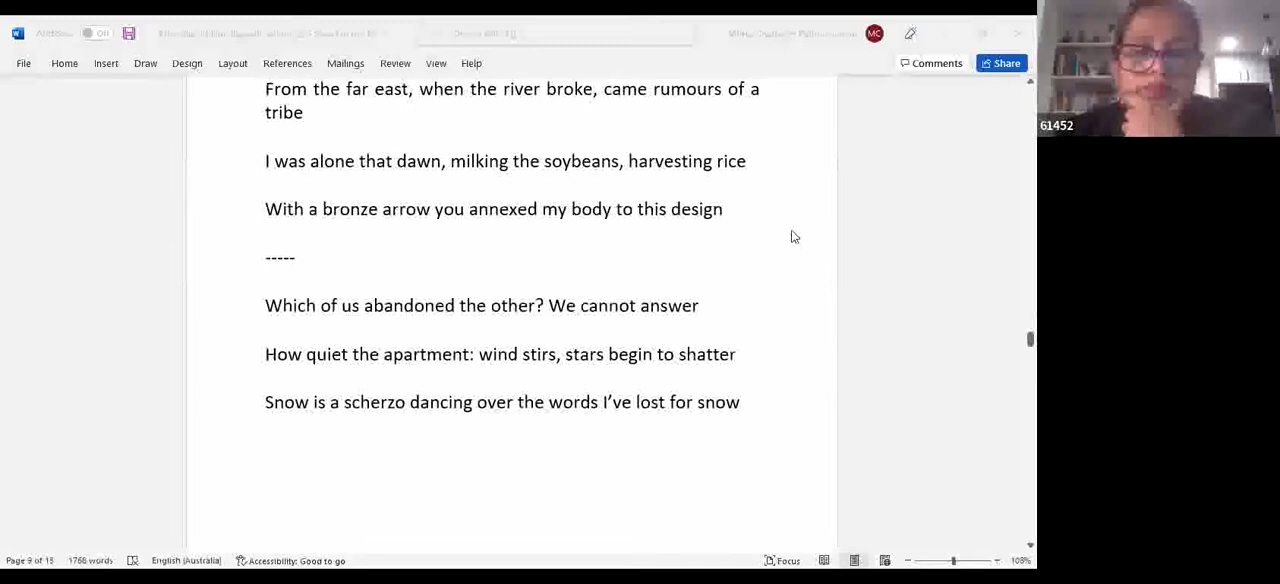 Off
MC
File Home Insert Draw Design Layout References Mailings Review View Help Comments Share
From the far east, when the river broke, came rumours of a
tribe
I was alone that dawn, milking the soybeans, harvesting rice
With a bronze arrow you annexed my body to this design
-----
Which of us abandoned the other? We cannot answer
How quiet the apartment: wind stirs, stars begin to shatter
Snow is a scherzo dancing over the words I've lost for snow
61452
Page 9 of 15 1768 words English (Australia) Accessibility: Good to go Focus 108%